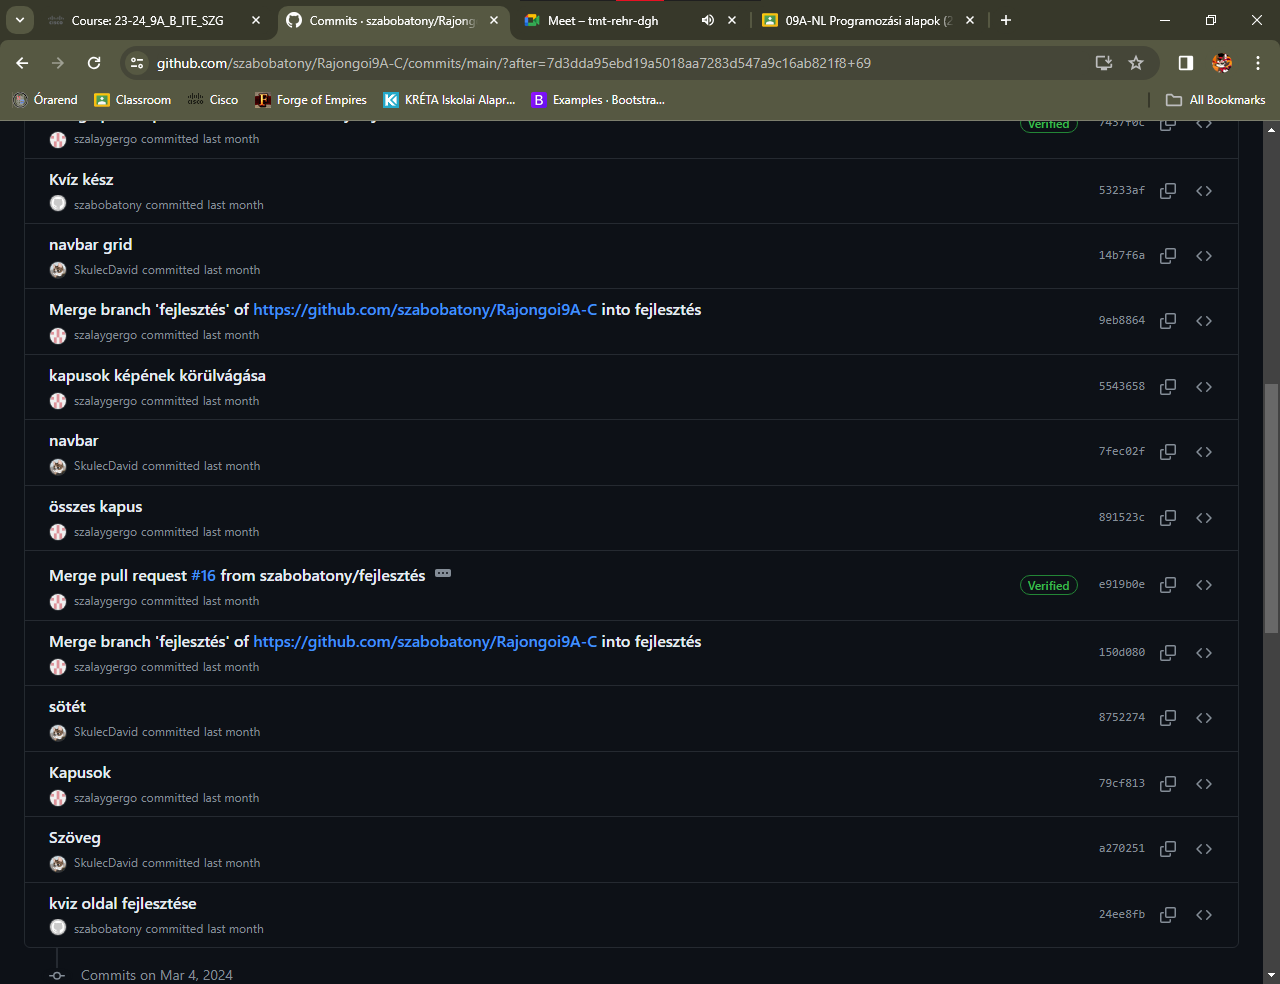 Course: 23-24_9A_B_ITE_SZG
Commits · szabobatony/Rajong
Meet – tmt-rehr-dgh
09A-NL Programozási alapok (2
github.com/szabobatony/Rajongoi9A-C/commits/main/?after=7d3dda95ebd19a5018aa7283d547a9c16ab821f8+69
Órarend
Classroom
Cisco
Forge of Empires
KRÉTA Iskolai Alapr...
Examples · Bootstra...
All Bookmarks
Verified
7437f0c
szalaygergo committed last month
Kvíz kész
szabobatony committed last month
53233af
navbar grid
SkulecDavid committed last month
14b7f6a
Merge branch 'fejlesztés' of https://github.com/szabobatony/Rajongoi9A-C into fejlesztés
szalaygergo committed last month
9eb8864
kapusok képének körülvágása
szalaygergo committed last month
5543658
navbar
SkulecDavid committed last month
7fec02f
összes kapus
szalaygergo committed last month
891523c
Merge pull request #16 from szabobatony/fejlesztés
szalaygergo committed last month
Verified
e919b0e
Merge branch 'fejlesztés' of https://github.com/szabobatony/Rajongoi9A-C into fejlesztés
szalaygergo committed last month
150d080
sötét
SkulecDavid committed last month
8752274
Kapusok
szalaygergo committed last month
79cf813
Szöveg
SkulecDavid committed last month
a270251
kviz oldal fejlesztése
szabobatony committed last month
24ee8fb
Commits on Mar 4, 2024